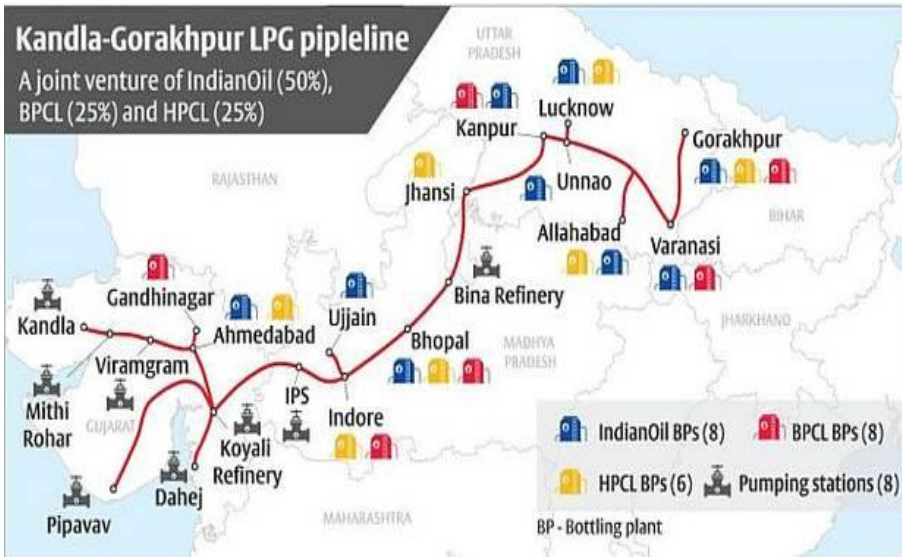 Kandla-Gorakhpur LPG pipleline
A joint venture of IndianOil (50%),
BPCL (25%) and HPCL (25%)
UTTAR
PRADESH
Lucknow
Kanpur
Gorakhpur
RAJASTHAN
Jhansi
Unnao
BIHAR
Allahabad
Varanasi
Gandhinagar
Bina Refinery
Kandla
Ahmedabad
Ujjain
JHARKHAND
Bhopal
MADHYA
PRADESH
Viramgram
IPS
Mithi
Rohar
GUJARAT
Indore
Koyali
Refinery
IndianOil BPs (8)
BPCL BPs (8)
Dahej
HPCL BPs (6)
Pumping stations (8)
Pipavav
MAHARASHTRA
BP - Bottling plant